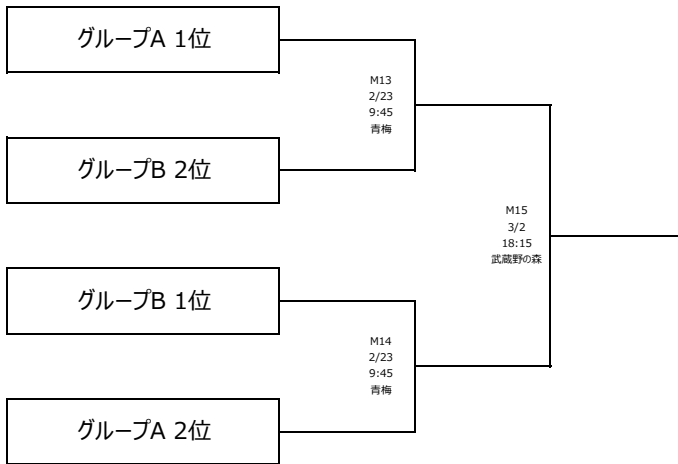 グループA 1位
M13
2/23
9:45
青梅
グループB 2位
M15
3/2
18:15
武蔵野の森
グループB 1位
M14
2/23
9:45
青梅
グループA 2位